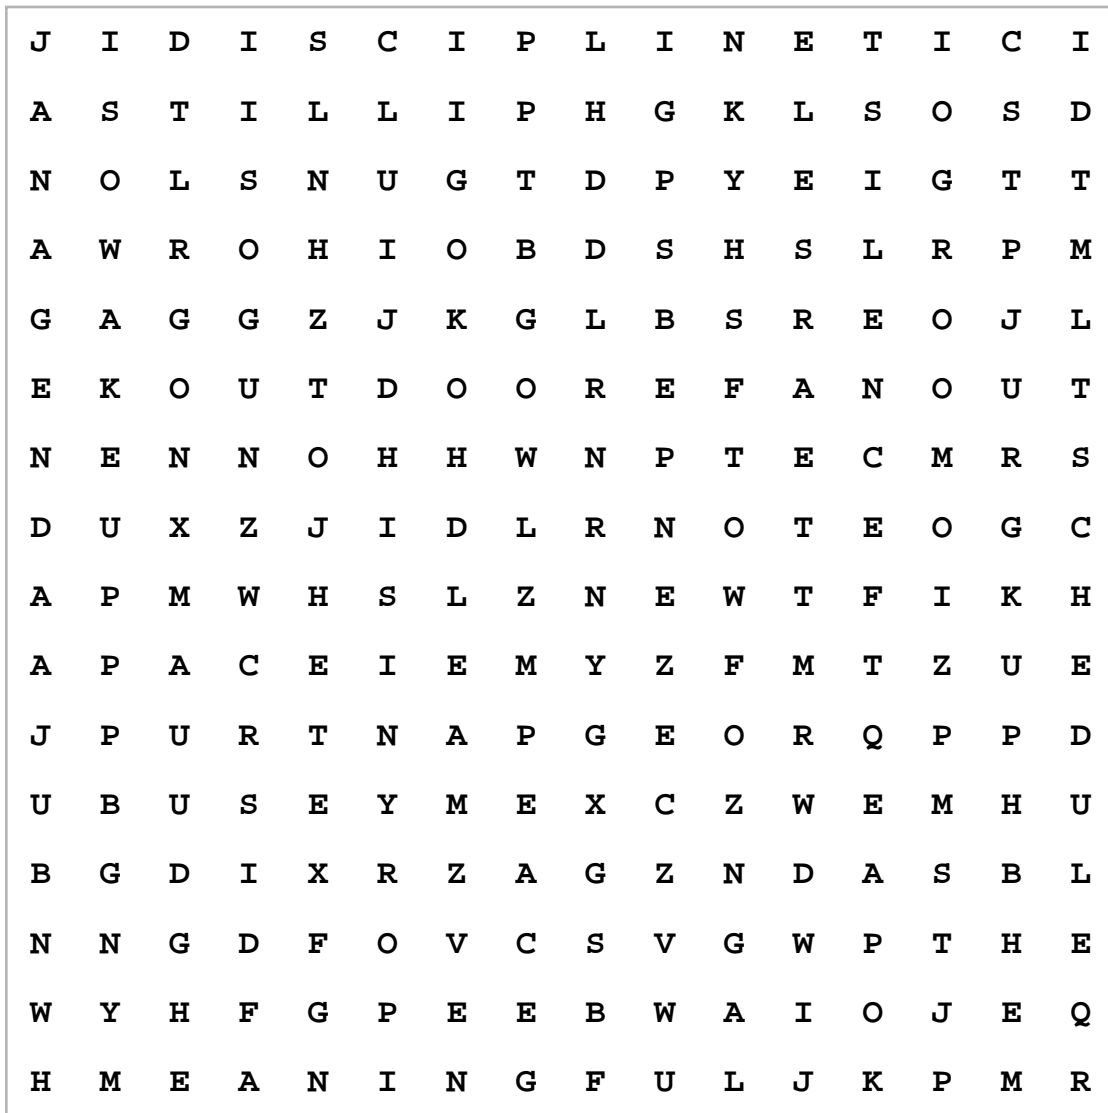 J I D I S C I P L I N E T I C I
A S T I L L I P H G K L S O S D
N O L S N U G T D P Y E I G T T
A W R O H I O B D S H S L R P M
G A G G Z J K G L B S R E O J L
E K O U T D O O R E F A N O U T
N E N N O H H W N P T E C M R S
D U X Z J I D L R N O T E O G C
A P M W H S L Z N E W T F I K H
A P A C E I E M Y Z F M T Z U E
J P U R T N A P G E O R Q P P D
U B U S E Y M E X C Z W E M H U
B G D I X R Z A G Z N D A S B L
N N G D F O V C S V G W P T H E
W Y H F G P E E B W A I O J E Q
H M E A N I N G F U L J K P M R